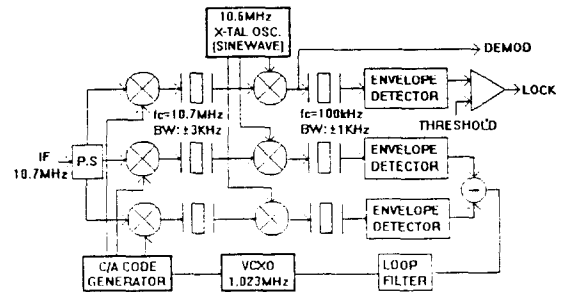 10.6MHz
X-TAL OSC.
(SINEWAVE)
DEMOD
ENVELOPE
DETECTOR
LOCK
fc=10.7MHz
BW: ±3KHz
fc=100kHz
BW: ±1KHz
THRESHOLD
IF
10.7MHz
P.S
ENVELOPE
DETECTOR
−
ENVELOPE
DETECTOR
C/A CODE
GENERATOR
VCXO
1.023MHz
LOOP
FILTER